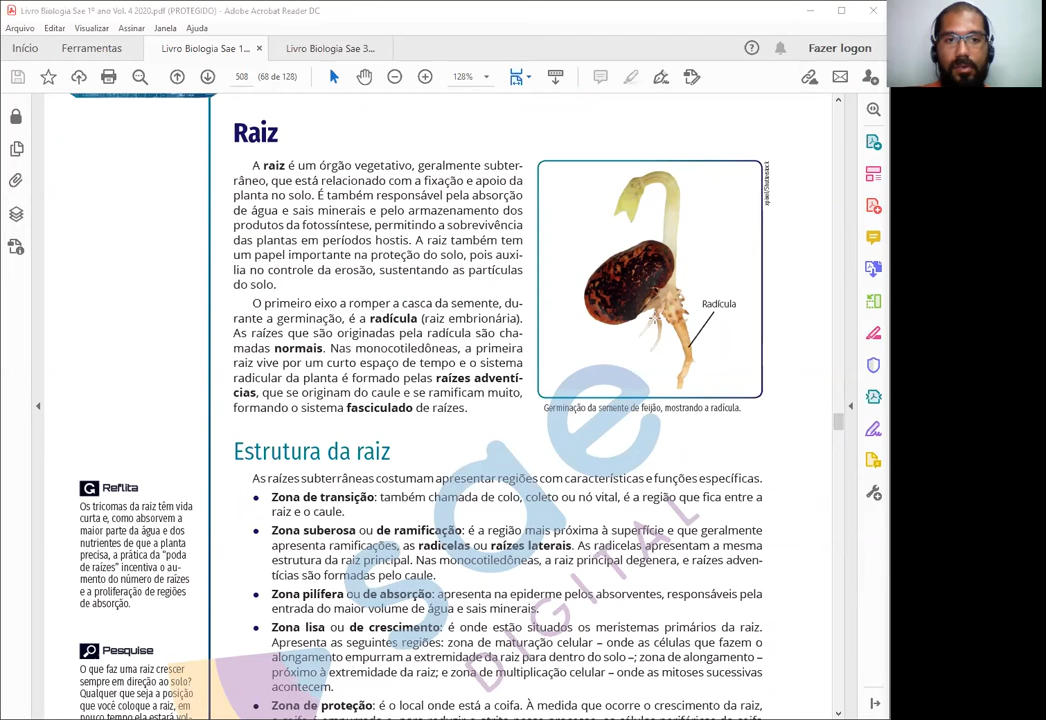 Livro Biologia Sae 1º ano Vol. 4 2020.pdf (PROTEGIDO) - Adobe Acrobat Reader DC
Arquivo Editar Visualizar Assinar Janela Ajuda
Início Ferramentas Livro Biologia Sae 1... × Livro Biologia Sae 3... Fazer logon
508 (68 de 128) 128%
Raiz
A raiz é um órgão vegetativo, geralmente subter-
râneo, que está relacionado com a fixação e apoio da
planta no solo. É também responsável pela absorção
de água e sais minerais e pelo armazenamento dos
produtos da fotossíntese, permitindo a sobrevivência
das plantas em períodos hostis. A raiz também tem
um papel importante na proteção do solo, pois auxi-
lia no controle da erosão, sustentando as partículas
do solo.
O primeiro eixo a romper a casca da semente, du-
rante a germinação, é a radícula (raiz embrionária).
As raízes que são originadas pela radícula são cha-
madas normais. Nas monocotiledôneas, a primeira
raiz vive por um curto espaço de tempo e o sistema
radicular da planta é formado pelas raízes adventí-
cias, que se originam do caule e se ramificam muito,
formando o sistema fasciculado de raízes.
Radícula
Germinação da semente de feijão, mostrando a radícula.
Estrutura da raiz
As raízes subterrâneas costumam apresentar regiões com características e funções específicas.
• Zona de transição: também chamada de colo, coleto ou nó vital, é a região que fica entre a
raiz e o caule.
• Zona suberosa ou de ramificação: é a região mais próxima à superfície e que geralmente
apresenta ramificações, as radicelas ou raízes laterais. As radicelas apresentam a mesma
estrutura da raiz principal. Nas monocotiledôneas, a raiz principal degenera, e raízes adven-
tícias são formadas pelo caule.
• Zona pilífera ou de absorção: apresenta na epiderme pelos absorventes, responsáveis pela
entrada do maior volume de água e sais minerais.
• Zona lisa ou de crescimento: é onde estão situados os meristemas primários da raiz.
Apresenta as seguintes regiões: zona de maturação celular – onde as células que fazem o
alongamento empurram a extremidade da raiz para dentro do solo –; zona de alongamento –
próximo à extremidade da raiz; e zona de multiplicação celular – onde as mitoses sucessivas
acontecem.
• Zona de proteção: é o local onde está a coifa. À medida que ocorre o crescimento da raiz,
Reflita
Os tricomas da raiz têm vida
curta e, como absorvem a
maior parte da água e dos
nutrientes de que a planta
precisa, a prática da "poda
de raízes" incentiva o au-
mento do número de raízes
e a proliferação de regiões
de absorção.
Pesquise
O que faz uma raiz crescer
sempre em direção ao solo?
Qualquer que seja a posição
que você coloque a raiz, em
pouco tempo ela estará vol-
sae
DIGITAL